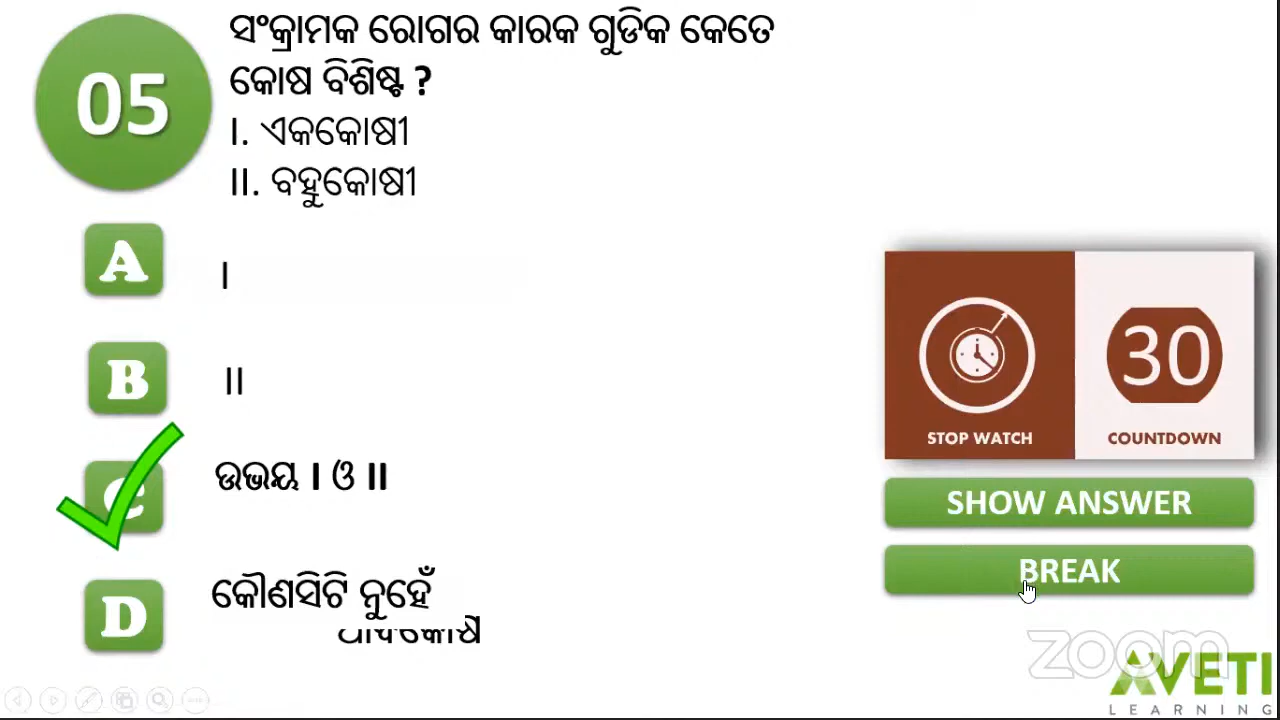 05
ସଂକ୍ରାମକ ରୋଗର କାରକ ଗୁଡିକ କେତେ
କୋଷ ବିଶିଷ୍ଟ ?
I. ଏକକୋଷୀ
II. ବହୁକୋଷୀ
A
I
B
II
C
ଉଭୟ I ଓ II
D
କୌଣସିଟି ନୁହେଁ
30
STOP WATCH
COUNTDOWN
SHOW ANSWER
BREAK
zoom
AVETI
LEARNING